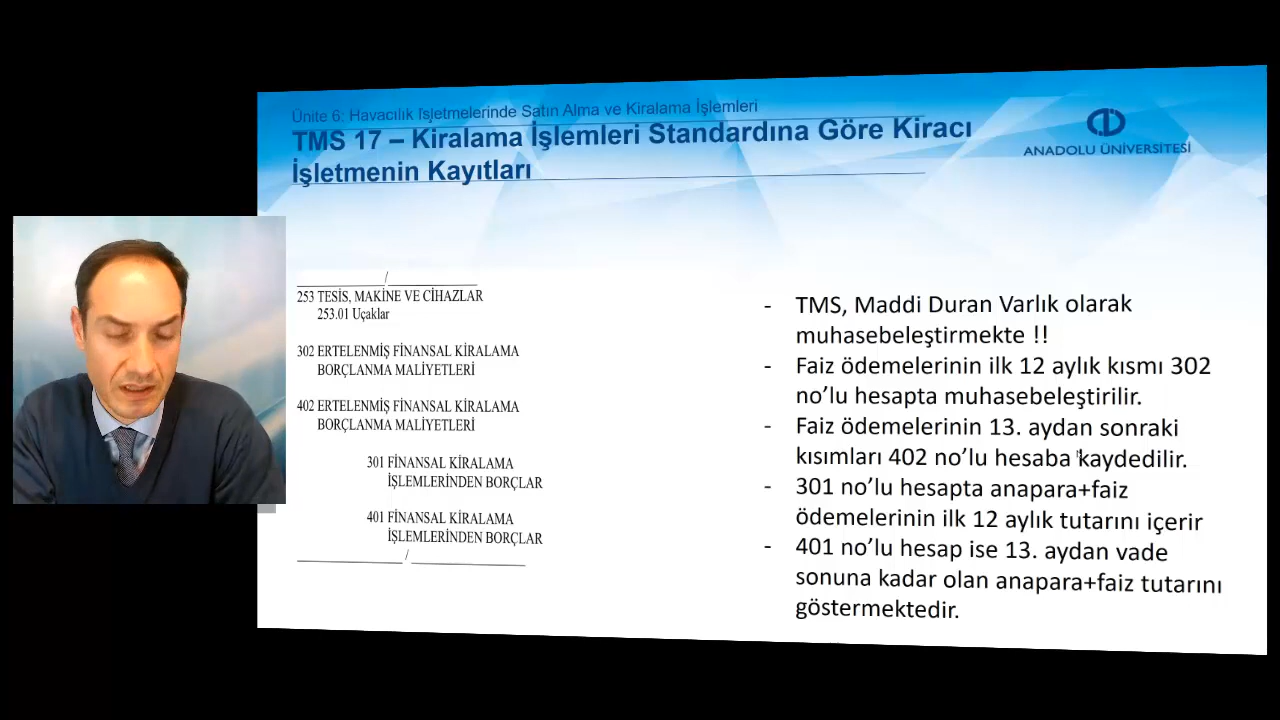 Ünite 6: Havacılık İşletmelerinde Satın Alma ve Kiralama İşlemleri
TMS 17 – Kiralama İşlemleri Standardına Göre Kiracı
İşletmenin Kayıtları
ANADOLU ÜNİVERSİTESİ
/
253 TESİS, MAKİNE VE CİHAZLAR
253.01 Uçaklar
302 ERTELENMİŞ FİNANSAL KİRALAMA
BORÇLANMA MALİYETLERİ
402 ERTELENMİŞ FİNANSAL KİRALAMA
BORÇLANMA MALİYETLERİ
301 FİNANSAL KİRALAMA
İŞLEMLERİNDEN BORÇLAR
401 FİNANSAL KİRALAMA
İŞLEMLERİNDEN BORÇLAR
/
- TMS, Maddi Duran Varlık olarak
muhasebeleştirmekte !!
- Faiz ödemelerinin ilk 12 aylık kısmı 302
no’lu hesapta muhasebeleştirilir.
- Faiz ödemelerinin 13. aydan sonraki
kısımları 402 no’lu hesaba kaydedilir.
- 301 no’lu hesapta anapara+faiz
ödemelerinin ilk 12 aylık tutarını içerir
- 401 no’lu hesap ise 13. aydan vade
sonuna kadar olan anapara+faiz tutarını
göstermektedir.